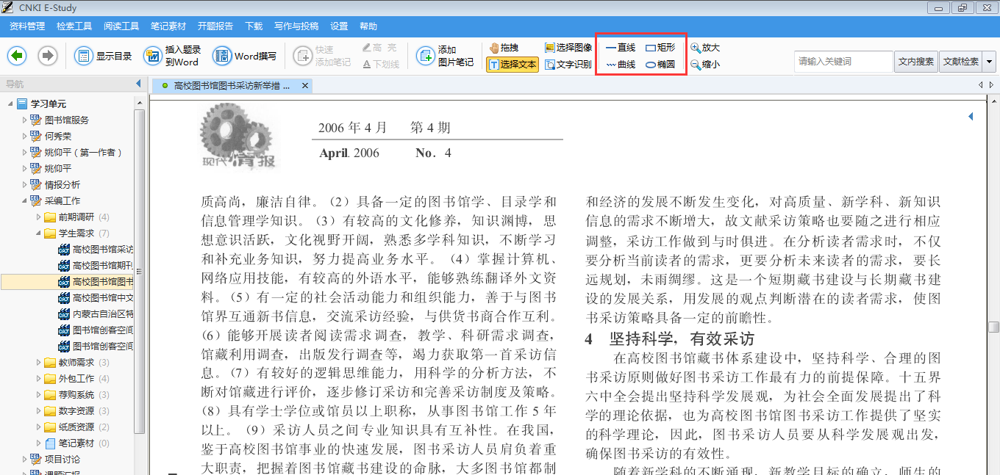 CNKI E-Study
资料管理 检索工具 阅读工具 笔记素材 开题报告 下载 写作与投稿 设置 帮助
显示目录 插入题录到Word Word撰写 快速添加笔记 高亮 下划线 添加图片笔记 拖拽 选择文本 选择图像 文字识别 直线 矩形 曲线 椭圆 放大 缩小 请输入关键词 文内搜索 文献检索
导航
高校图书馆图书采访新举措 ...
学习单元
图书馆服务
何秀荣
姚仰平（第一作者）
姚仰平
情报分析
采编工作
前期调研 (4)
学生需求 (7)
高校图书馆采访
高校图书馆期刊
高校图书馆图书
高校图书馆中文
内蒙古自治区特
图书馆创客空间
图书馆创客空间
教师需求 (3)
外包工作 (4)
荐购系统 (3)
数字资源 (3)
纸质资源 (2)
笔记素材 (0)
项目讨论
课题汇报
现代情报
2006 年 4 月 第 4 期
April. 2006 No. 4
质高尚，廉洁自律。（2）具备一定的图书馆学、目录学和
信息管理学知识。（3）有较高的文化修养，知识渊博，思
想意识活跃，文化视野开阔，熟悉多学科知识，不断学习
和补充业务知识，努力提高业务水平。（4）掌握计算机、
网络应用技能，有较高的外语水平，能够熟练翻译外文资
料。（5）有一定的社会活动能力和组织能力，善于与图书
馆界互通新书信息，交流采访经验，与供货书商合作互利。
（6）能够开展读者阅读需求调查，教学、科研需求调查，
馆藏利用调查，出版发行调查等，竭力获取第一首采访信
息。（7）有较好的逻辑思维能力，用科学的分析方法，不
断对馆藏进行评价，逐步修订采访和完善采访制度及策略。
（8）具有学士学位或馆员以上职称，从事图书馆工作 5 年
以上。（9）采访人员之间专业知识具有互补性。在我国，
鉴于高校图书馆事业的快速发展，图书采访人员肩负着重
大职责，把握着图书馆藏书建设的命脉，大多图书馆都制
和经济的发展不断发生变化，对高质量、新学科、新知识
信息的需求不断增大，故文献采访策略也要随之进行相应
调整，采访工作做到与时俱进。在分析读者需求时，不仅
要分析当前读者的需求，更要分析未来读者的需求，要长
远规划，未雨绸缪。这是一个短期藏书建设与长期藏书建
设的发展关系，用发展的观点判断潜在的读者需求，使图
书采访策略具备一定的前瞻性。
4 坚持科学，有效采访
在高校图书馆藏书体系建设中，坚持科学、合理的图
书采访原则做好图书采访工作最有力的前提保障。十五界
六中全会提出坚持科学发展观，为社会全面发展提出了科
学的理论依据，也为高校图书馆图书采访工作提供了坚实
的科学理论，因此，图书采访人员要从科学发展观出发，
确保图书采访的有效性。
随着新学科的不断涌现，新教学目标的确立，师生的